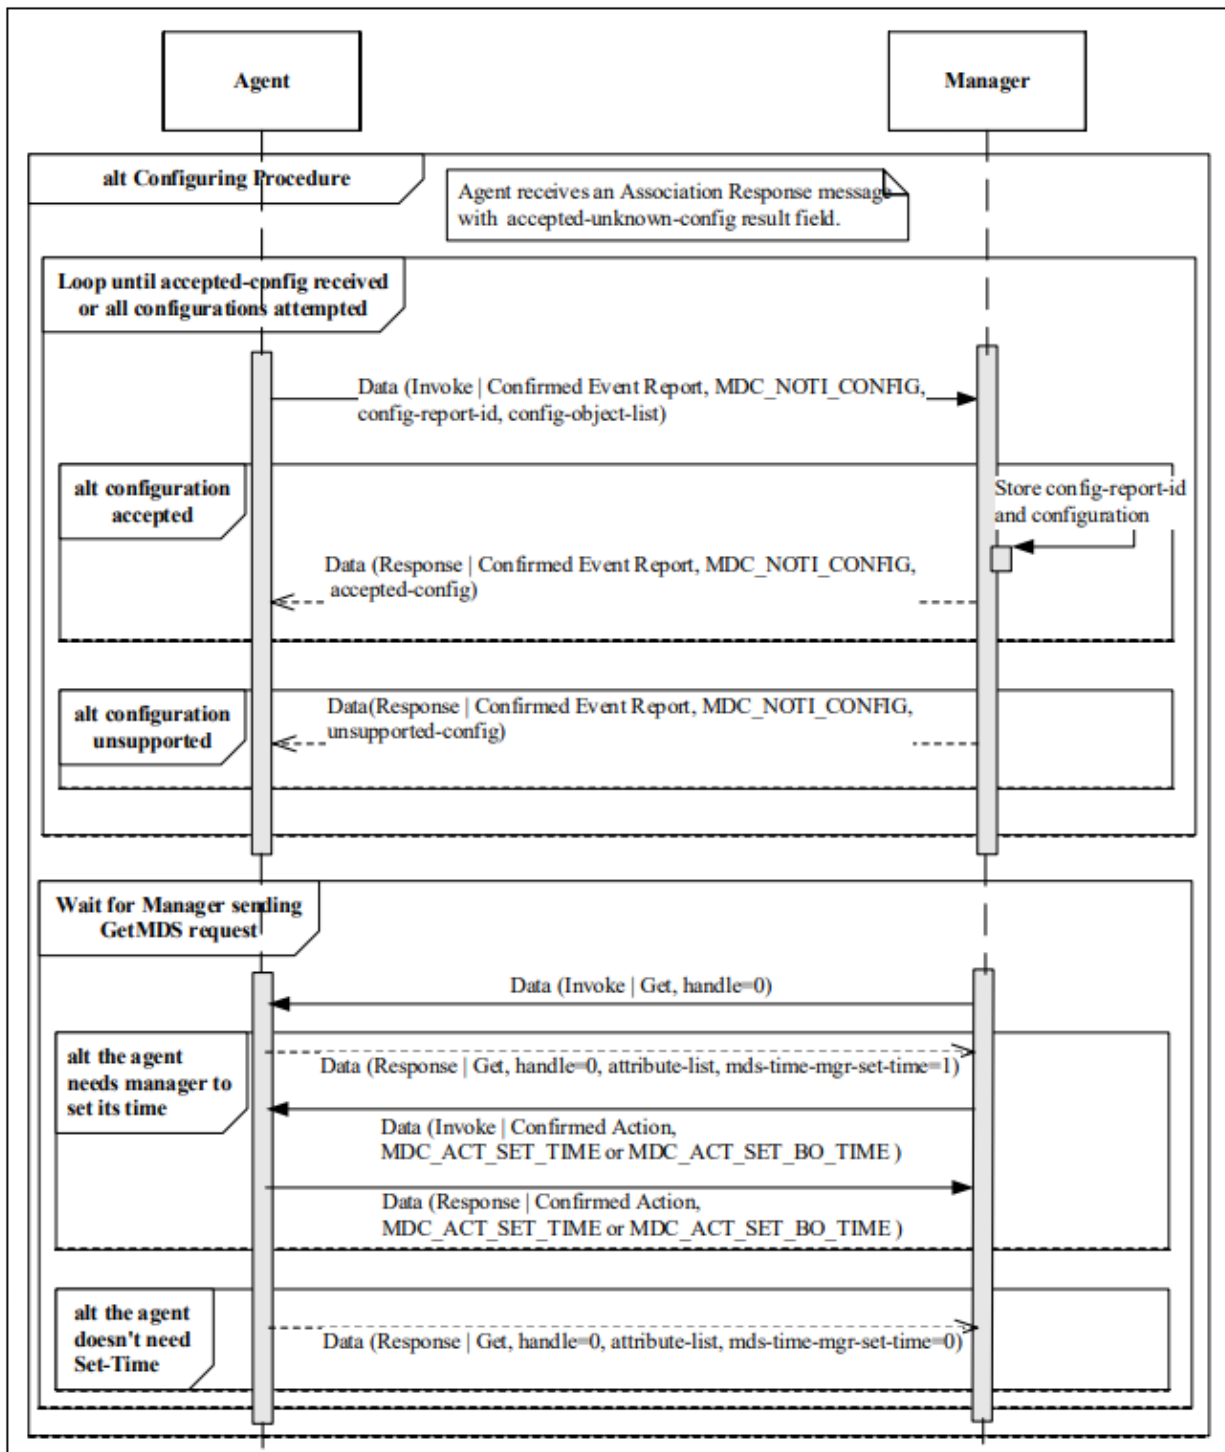 Agent
Manager
alt Configuring Procedure
Agent receives an Association Response message
with accepted-unknown-config result field.
Loop until accepted-config received
or all configurations attempted
Data (Invoke | Confirmed Event Report, MDC_NOTI_CONFIG,
config-report-id, config-object-list)
alt configuration
accepted
Store config-report-id
and configuration
Data (Response | Confirmed Event Report, MDC_NOTI_CONFIG,
accepted-config)
alt configuration
unsupported
Data(Response | Confirmed Event Report, MDC_NOTI_CONFIG,
unsupported-config)
Wait for Manager sending
GetMDS request
Data (Invoke | Get, handle=0)
alt the agent
needs manager to
set its time
Data (Response | Get, handle=0, attribute-list, mds-time-mgr-set-time=1)
Data (Invoke | Confirmed Action,
MDC_ACT_SET_TIME or MDC_ACT_SET_BO_TIME )
Data (Response | Confirmed Action,
MDC_ACT_SET_TIME or MDC_ACT_SET_BO_TIME )
alt the agent
doesn't need
Set-Time
Data (Response | Get, handle=0, attribute-list, mds-time-mgr-set-time=0)